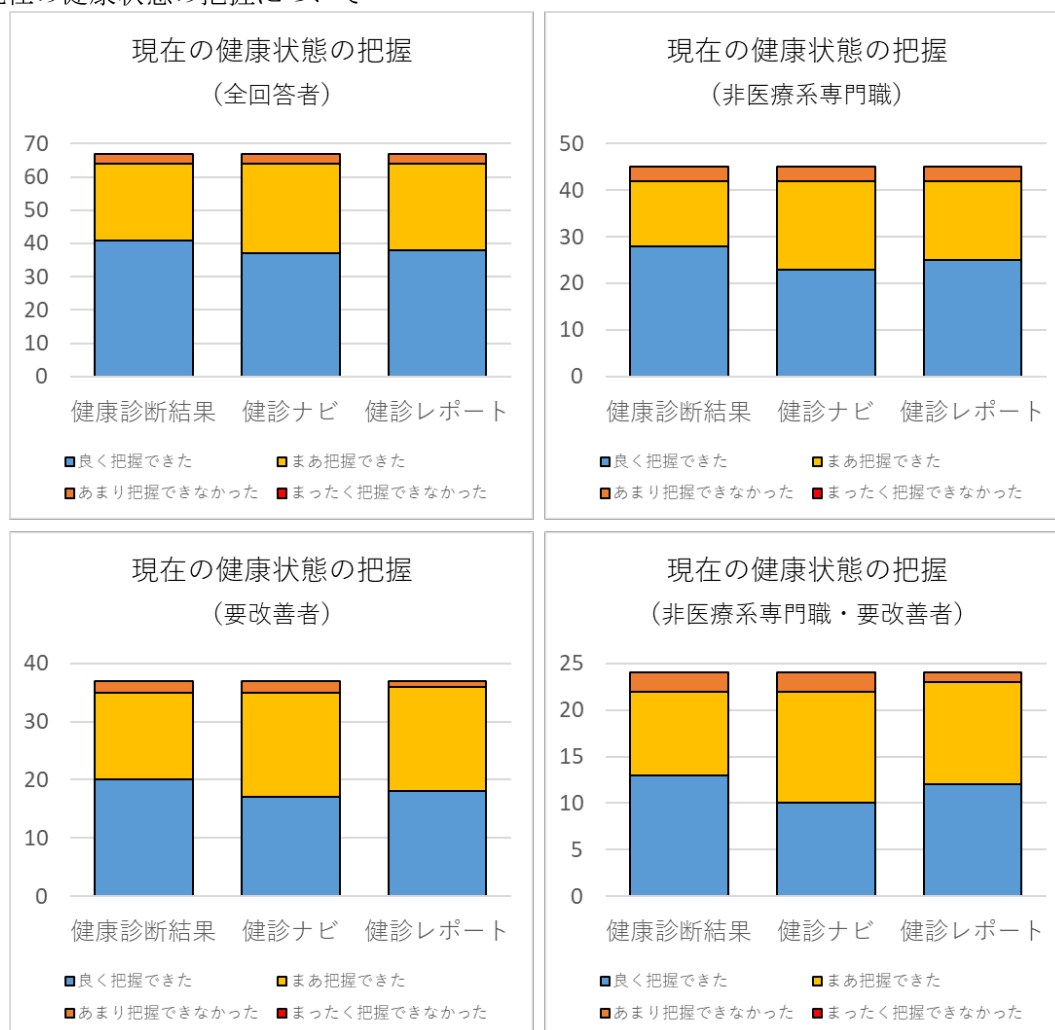 現在の健康状態の把握
（全回答者）
70
60
50
40
30
20
10
0
健康診断結果 健診ナビ 健診レポート
■良く把握できた ■まあ把握できた
■あまり把握できなかった ■まったく把握できなかった
現在の健康状態の把握
（非医療系専門職）
50
40
30
20
10
0
健康診断結果 健診ナビ 健診レポート
■良く把握できた ■まあ把握できた
■あまり把握できなかった ■まったく把握できなかった
現在の健康状態の把握
（要改善者）
40
30
20
10
0
健康診断結果 健診ナビ 健診レポート
■良く把握できた ■まあ把握できた
■あまり把握できなかった ■まったく把握できなかった
現在の健康状態の把握
（非医療系専門職・要改善者）
25
20
15
10
5
0
健康診断結果 健診ナビ 健診レポート
■良く把握できた ■まあ把握できた
■あまり把握できなかった ■まったく把握できなかった